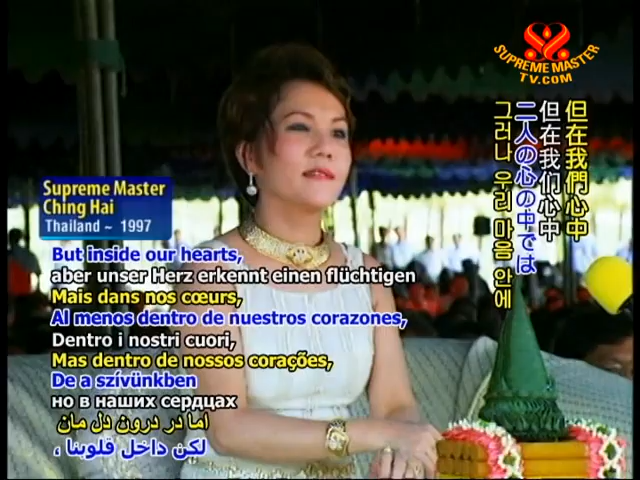 SUPREME MASTER
TV.COM
但在我們心中
但在我们心中
二人の心の中では
그러나 우리 마음 안에
Supreme Master
Ching Hai
Thailand ~ 1997
But inside our hearts,
aber unser Herz erkennt einen flüchtigen
Mais dans nos cœurs,
Al menos dentro de nuestros corazones,
Dentro i nostri cuori,
Mas dentro de nossos corações,
De a szívünkben
но в наших сердцах
اما در درون دل مان
لكن داخل قلوبنا ،